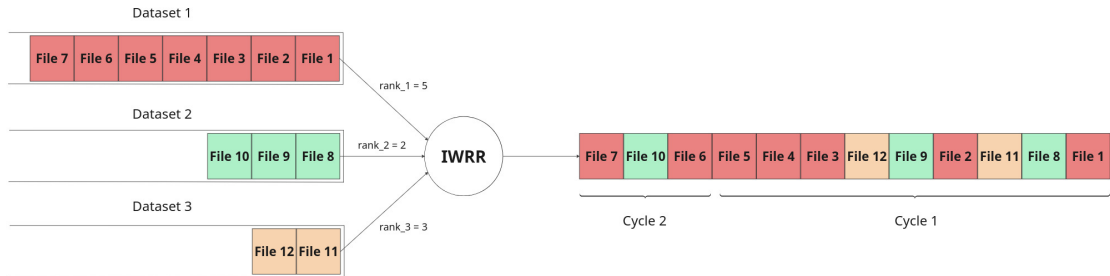 Dataset 1
File 7 File 6 File 5 File 4 File 3 File 2 File 1
rank_1 = 5
Dataset 2
File 10 File 9 File 8
rank_2 = 2
IWRR
File 7 File 10 File 6 File 5 File 4 File 3 File 12 File 9 File 2 File 11 File 8 File 1
Dataset 3
File 12 File 11
rank_3 = 3
Cycle 2
Cycle 1